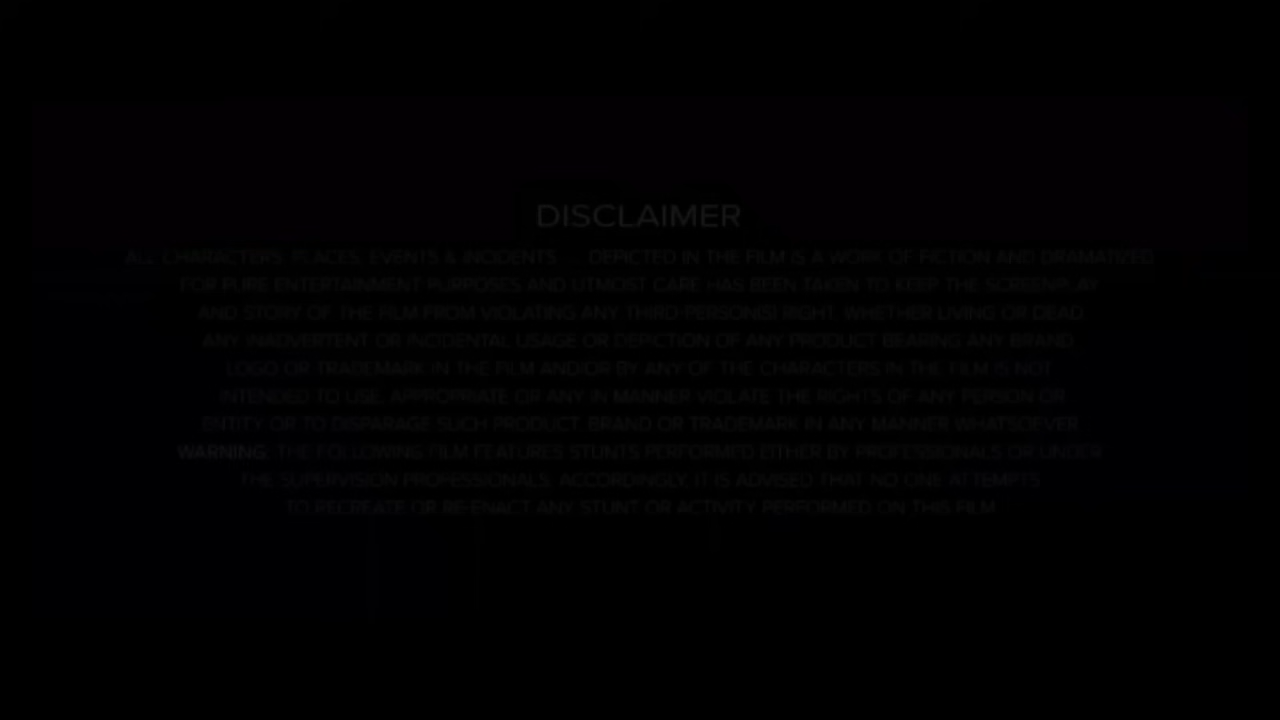 DISCLAIMER
ALL CHARACTERS, PLACES, EVENTS & INCIDENTS DEPICTED IN THE FILM IS A WORK OF FICTION AND DRAMATIZED
FOR PURE ENTERTAINMENT PURPOSES AND UTMOST CARE HAS BEEN TAKEN TO KEEP THE SCREENPLAY
AND STORY OF THE FILM FROM VIOLATING ANY THIRD PERSON(S) RIGHT, WHETHER LIVING OR DEAD.
ANY INADVERTENT OR INCIDENTAL USAGE OR DEPICTION OF ANY PRODUCT BEARING ANY BRAND,
LOGO OR TRADEMARK IN THE FILM AND/OR BY ANY OF THE CHARACTERS IN THE FILM IS NOT
INTENDED TO USE, APPROPRIATE OR ANY IN MANNER VIOLATE THE RIGHTS OF ANY PERSON OR
ENTITY OR TO DISPARAGE SUCH PRODUCT, BRAND OR TRADEMARK IN ANY MANNER WHATSOEVER.
WARNING: THE FOLLOWING FILM FEATURES STUNTS PERFORMED EITHER BY PROFESSIONALS OR UNDER
THE SUPERVISION PROFESSIONALS. ACCORDINGLY, IT IS ADVISED THAT NO ONE ATTEMPTS
TO RECREATE OR RE-ENACT ANY STUNT OR ACTIVITY PERFORMED ON THIS FILM.